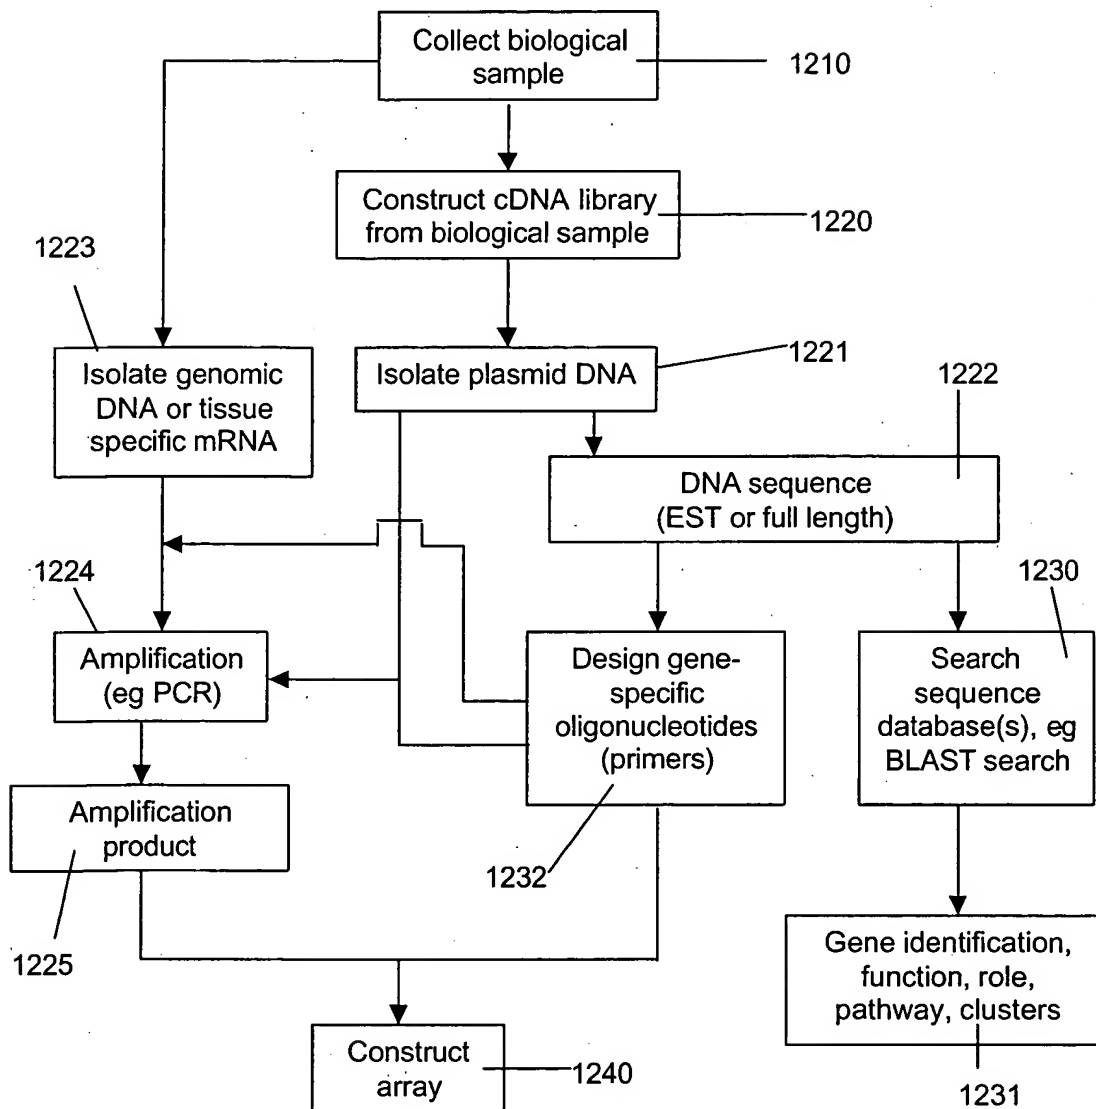 Collect biological
sample
1210
Construct cDNA library
from biological sample
1220
1223
Isolate genomic
DNA or tissue
specific mRNA
Isolate plasmid DNA
1221
1222
DNA sequence
(EST or full length)
1224
Amplification
(eg PCR)
Design gene-
specific
oligonucleotides
(primers)
1230
Search
sequence
database(s), eg
BLAST search
Amplification
product
1225
1232
Gene identification,
function, role,
pathway, clusters
1231
Construct
array
1240